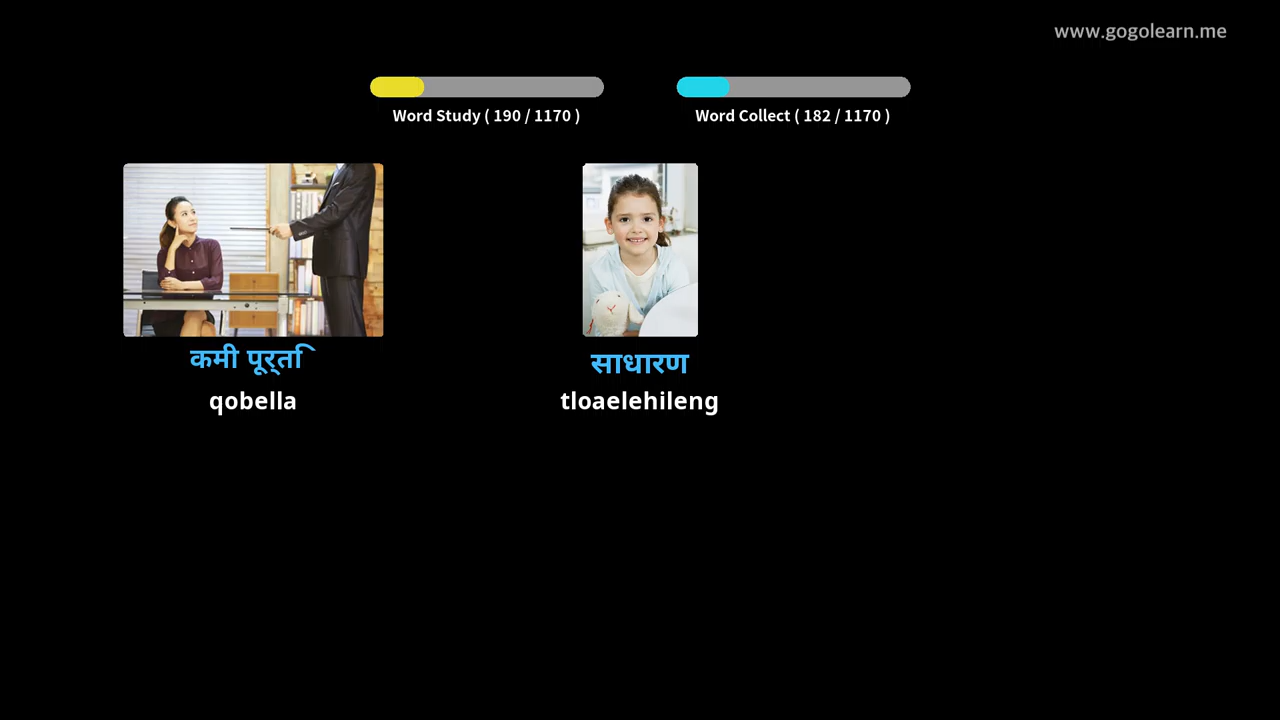 www.gogolearn.me
Word Study ( 190 / 1170 )
Word Collect ( 182 / 1170 )
कमी पूर्ति
qobella
साधारण
tloaelehileng